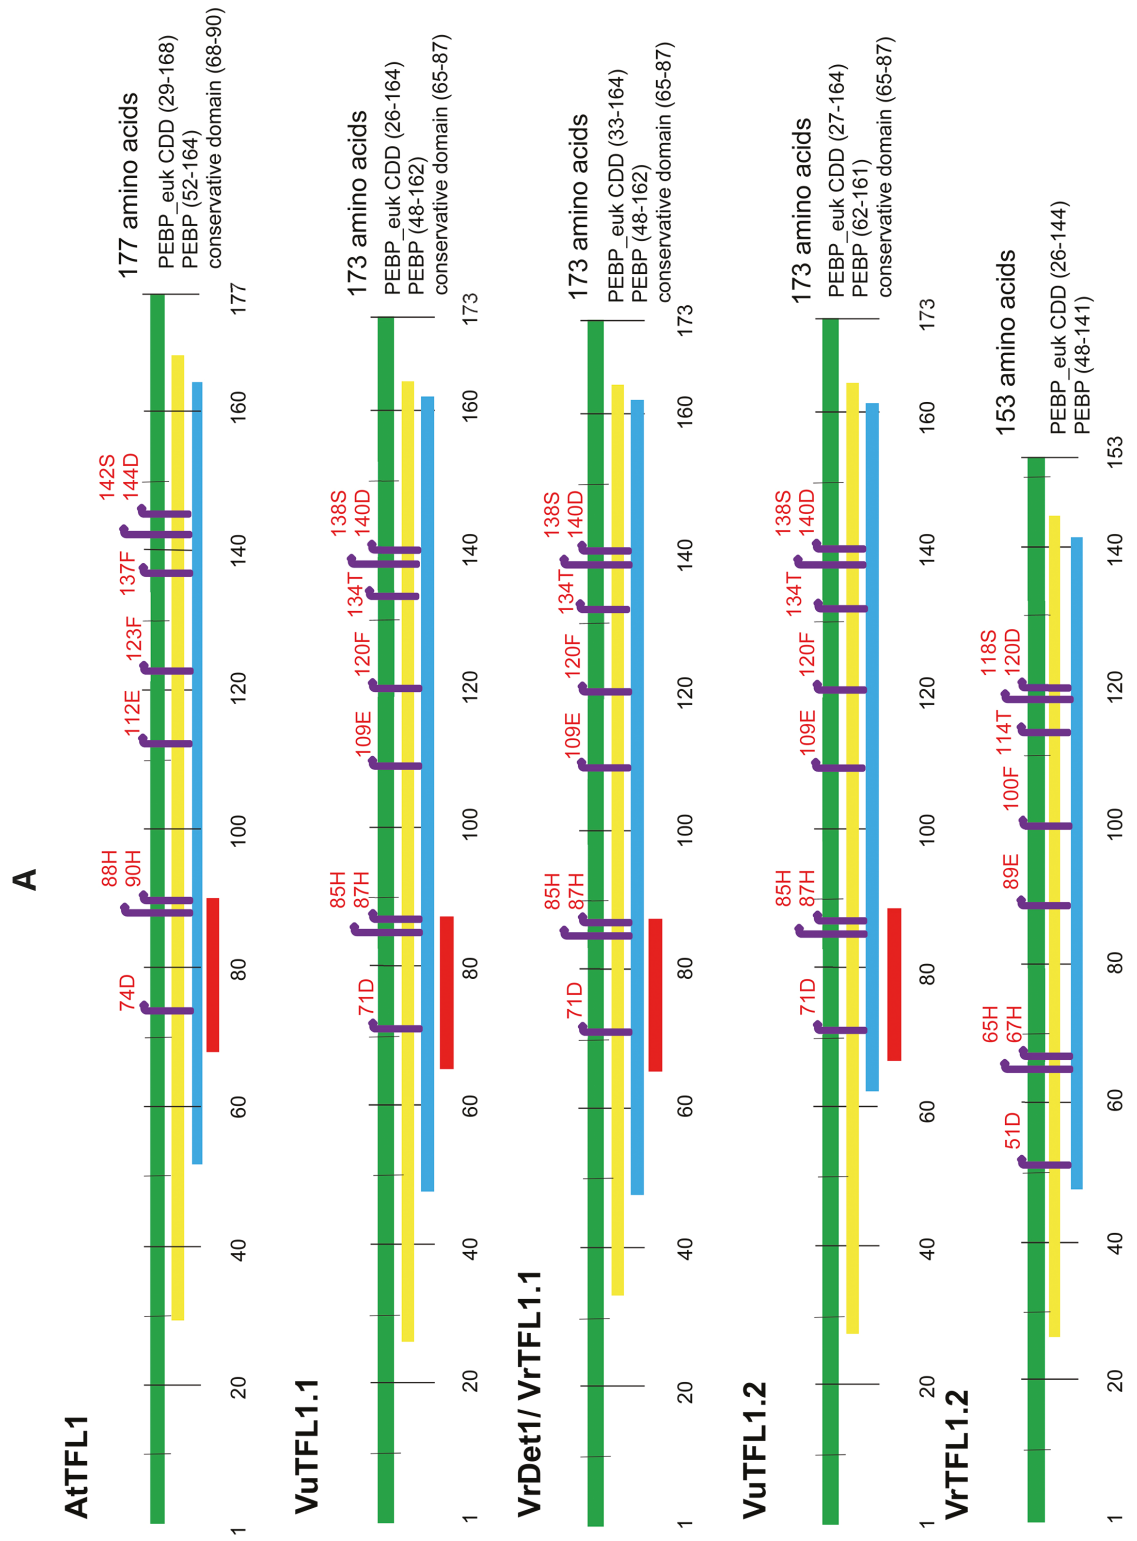 A
AtTFL1
177 amino acids
PEBP_euk CDD (29-168)
PEBP (52-164)
conservative domain (68-90)
74D
88H
90H
112E
123F
137F
142S
144D
1
20
40
60
80
100
120
140
160
177
VuTFL1.1
173 amino acids
PEBP_euk CDD (26-164)
PEBP (48-162)
conservative domain (65-87)
71D
85H
87H
109E
120F
134T
138S
140D
1
20
40
60
80
100
120
140
160
173
VrDet1/ VrTFL1.1
173 amino acids
PEBP_euk CDD (33-164)
PEBP (48-162)
conservative domain (65-87)
71D
85H
87H
109E
120F
134T
138S
140D
1
20
40
60
80
100
120
140
160
173
VuTFL1.2
173 amino acids
PEBP_euk CDD (27-164)
PEBP (62-161)
conservative domain (65-87)
71D
85H
87H
109E
120F
134T
138S
140D
1
20
40
60
80
100
120
140
160
173
VrTFL1.2
153 amino acids
PEBP_euk CDD (26-144)
PEBP (48-141)
51D
65H
67H
89E
100F
114T
118S
120D
1
20
40
60
80
100
120
140
153